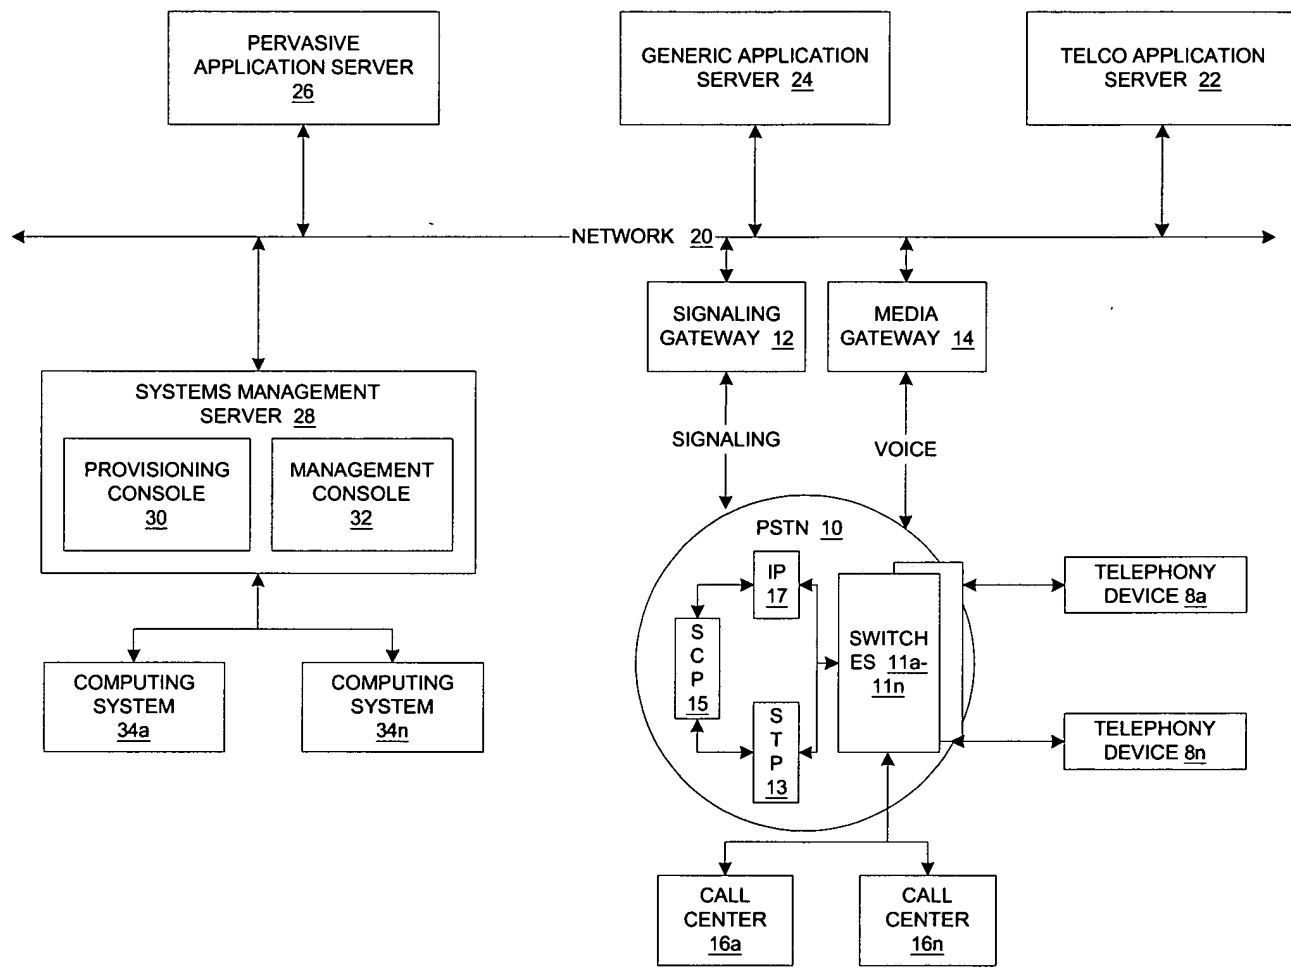 PERVASIVE
APPLICATION SERVER
26
GENERIC APPLICATION
SERVER 24
TELCO APPLICATION
SERVER 22
NETWORK 20
SIGNALING
GATEWAY 12
MEDIA
GATEWAY 14
SYSTEMS MANAGEMENT
SERVER 28
PROVISIONING
CONSOLE
30
MANAGEMENT
CONSOLE
32
SIGNALING
VOICE
PSTN 10
IP
17
S
C
P
15
S
T
P
13
SWITCH
ES 11a-
11n
TELEPHONY
DEVICE 8a
TELEPHONY
DEVICE 8n
COMPUTING
SYSTEM
34a
COMPUTING
SYSTEM
34n
CALL
CENTER
16a
CALL
CENTER
16n